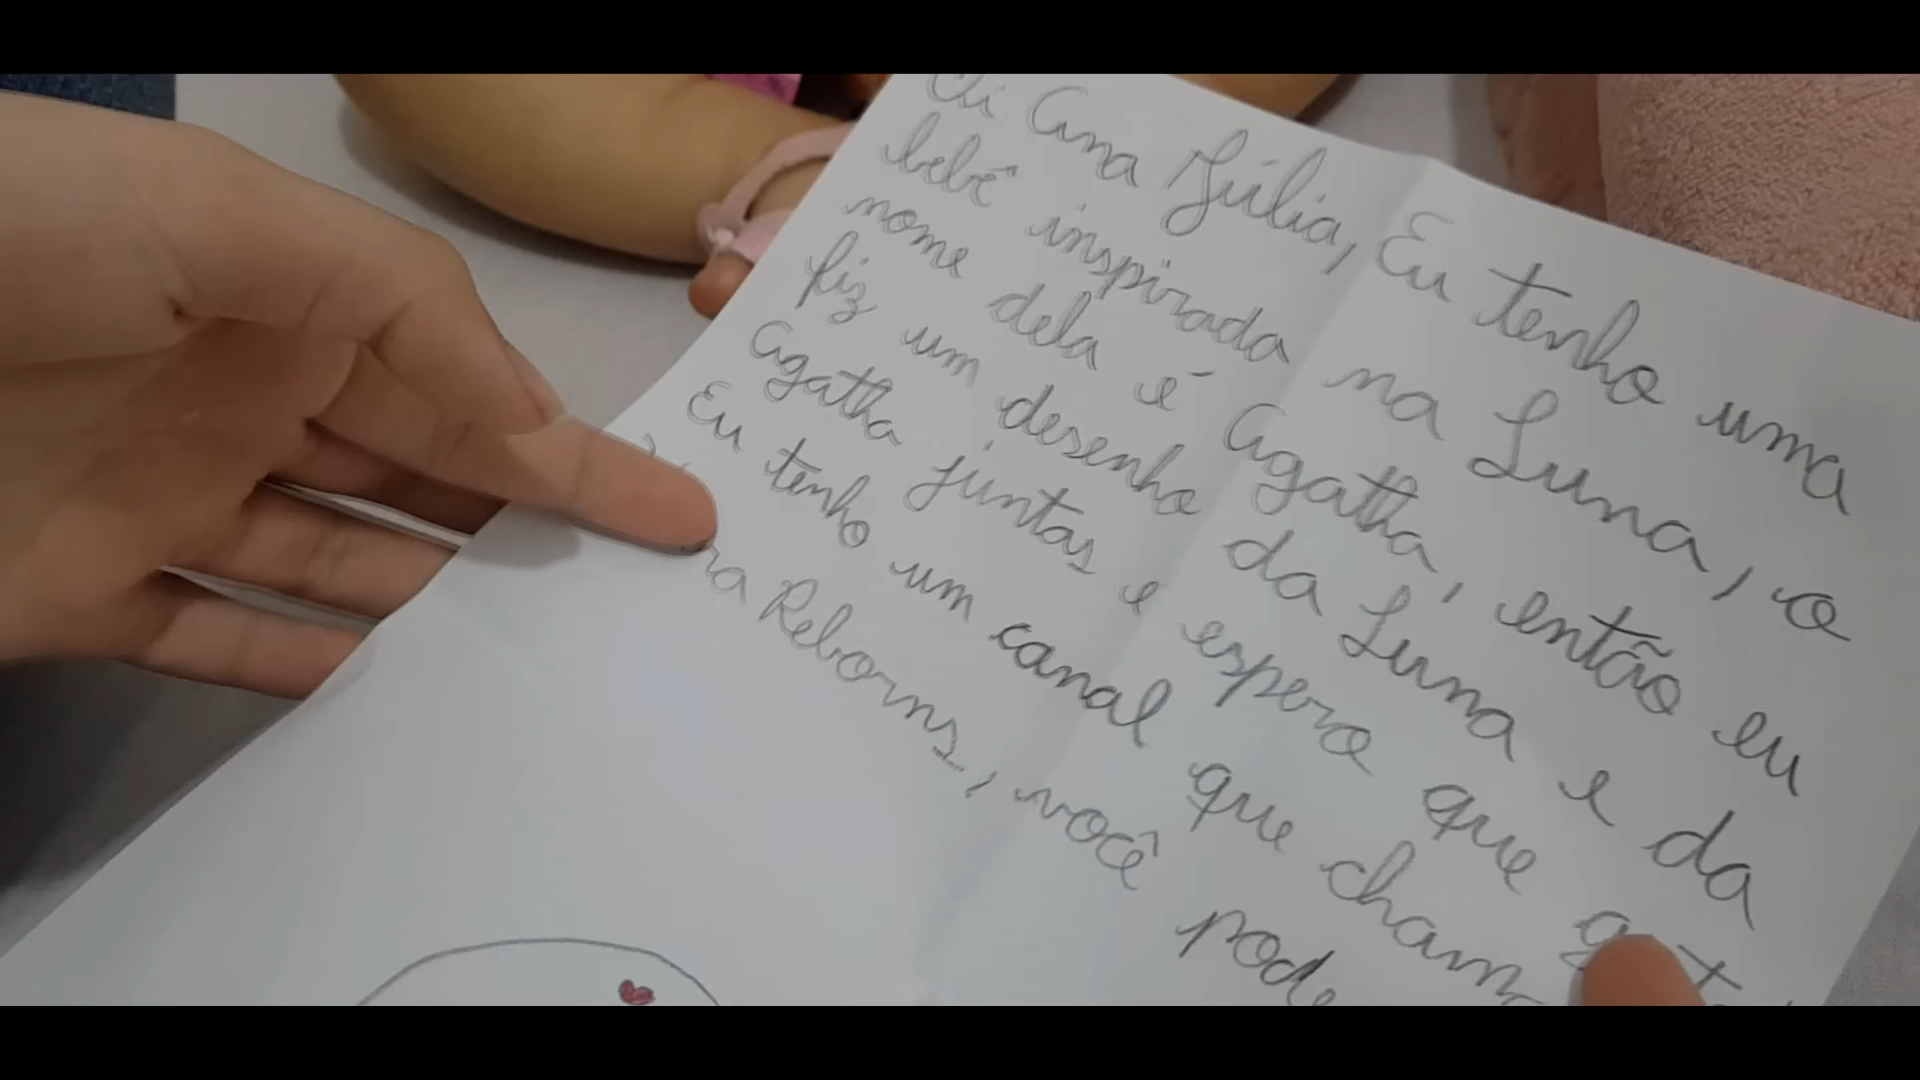 Oi Ana Júlia, Eu tenho uma
bebê inspirada na Luna, o
nome dela é Agatha, então eu
fiz um desenho da Luna e da
Agatha juntas e espero que
Eu tenho um canal que
Reborns, você pode